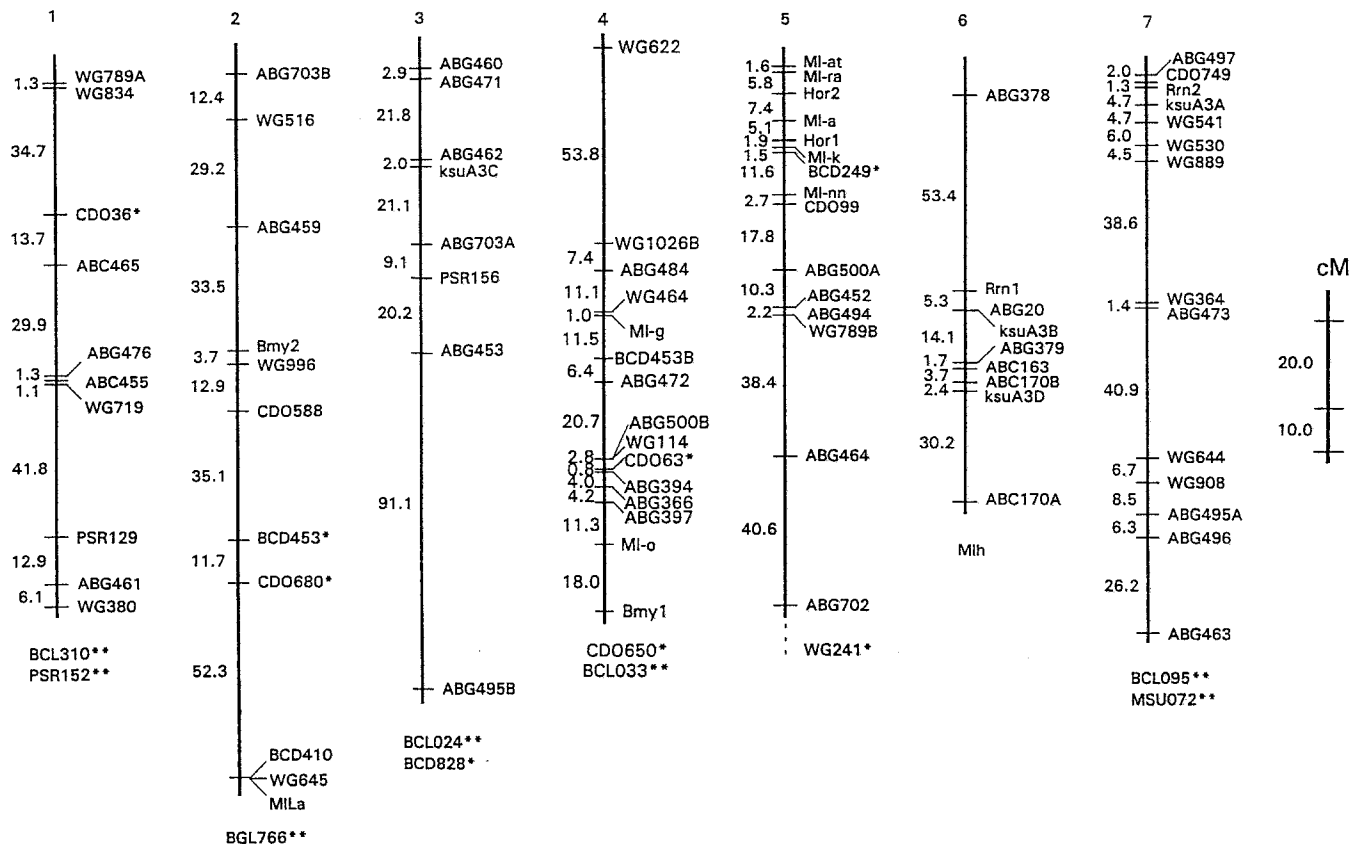 1
1.3
WG789A
WG834
34.7
CDO36*
13.7
ABC465
29.9
ABG476
1.3
ABC455
1.1
WG719
41.8
PSR129
12.9
ABG461
6.1
WG380
BCL310**
PSR152**
2
ABG703B
12.4
WG516
29.2
ABG459
33.5
Bmy2
3.7
WG996
12.9
CDO588
35.1
BCD453*
11.7
CDO680*
52.3
BCD410
WG645
MlLa
BGL766**
3
ABG460
2.9
ABG471
21.8
ABG462
2.0
ksuA3C
21.1
ABG703A
9.1
PSR156
20.2
ABG453
91.1
ABG495B
BCL024**
BCD828*
4
WG622
53.8
WG1026B
7.4
ABG484
11.1
WG464
1.0
Ml-g
11.5
BCD453B
6.4
ABG472
20.7
ABG500B
WG114
2.8
CDO63*
0.8
ABG394
4.0
ABG366
4.2
ABG397
11.3
Ml-o
18.0
Bmy1
CDO650*
BCL033**
5
1.6
Ml-at
Ml-ra
5.8
Hor2
7.4
Ml-a
5.1
Hor1
1.9
Ml-k
1.5
BCD249*
11.6
Ml-nn
2.7
CDO99
17.8
ABG500A
10.3
ABG452
2.2
ABG494
WG789B
38.4
ABG464
40.6
ABG702
WG241*
6
ABG378
53.4
Rrn1
5.3
ABG20
ksuA3B
14.1
ABG379
1.7
ABC163
3.7
ABC170B
2.4
ksuA3D
30.2
ABC170A
Mlh
7
ABG497
2.0
CDO749
1.3
Rrn2
4.7
ksuA3A
4.7
WG541
6.0
WG530
4.5
WG889
38.6
WG364
1.4
ABG473
40.9
WG644
6.7
WG908
8.5
ABG495A
6.3
ABG496
26.2
ABG463
BCL095**
MSU072**
cM
20.0
10.0